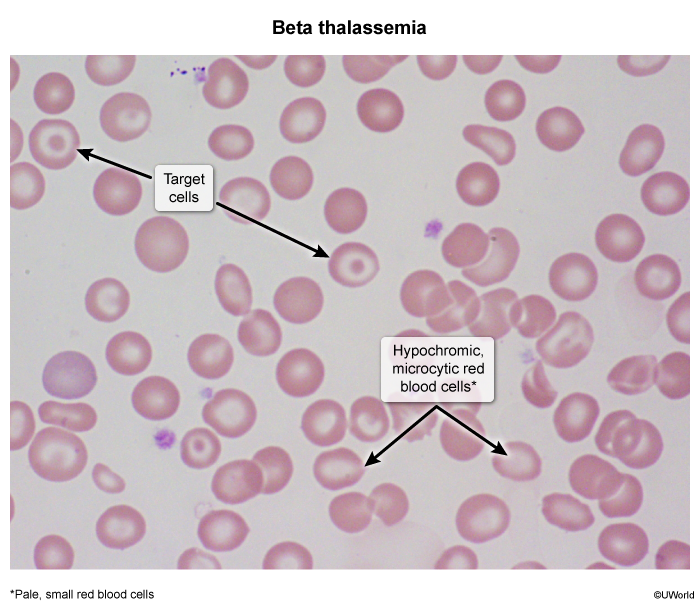 Beta thalassemia
Target
cells
Hypochromic,
microcytic red
blood cells*
*Pale, small red blood cells
©UWorld